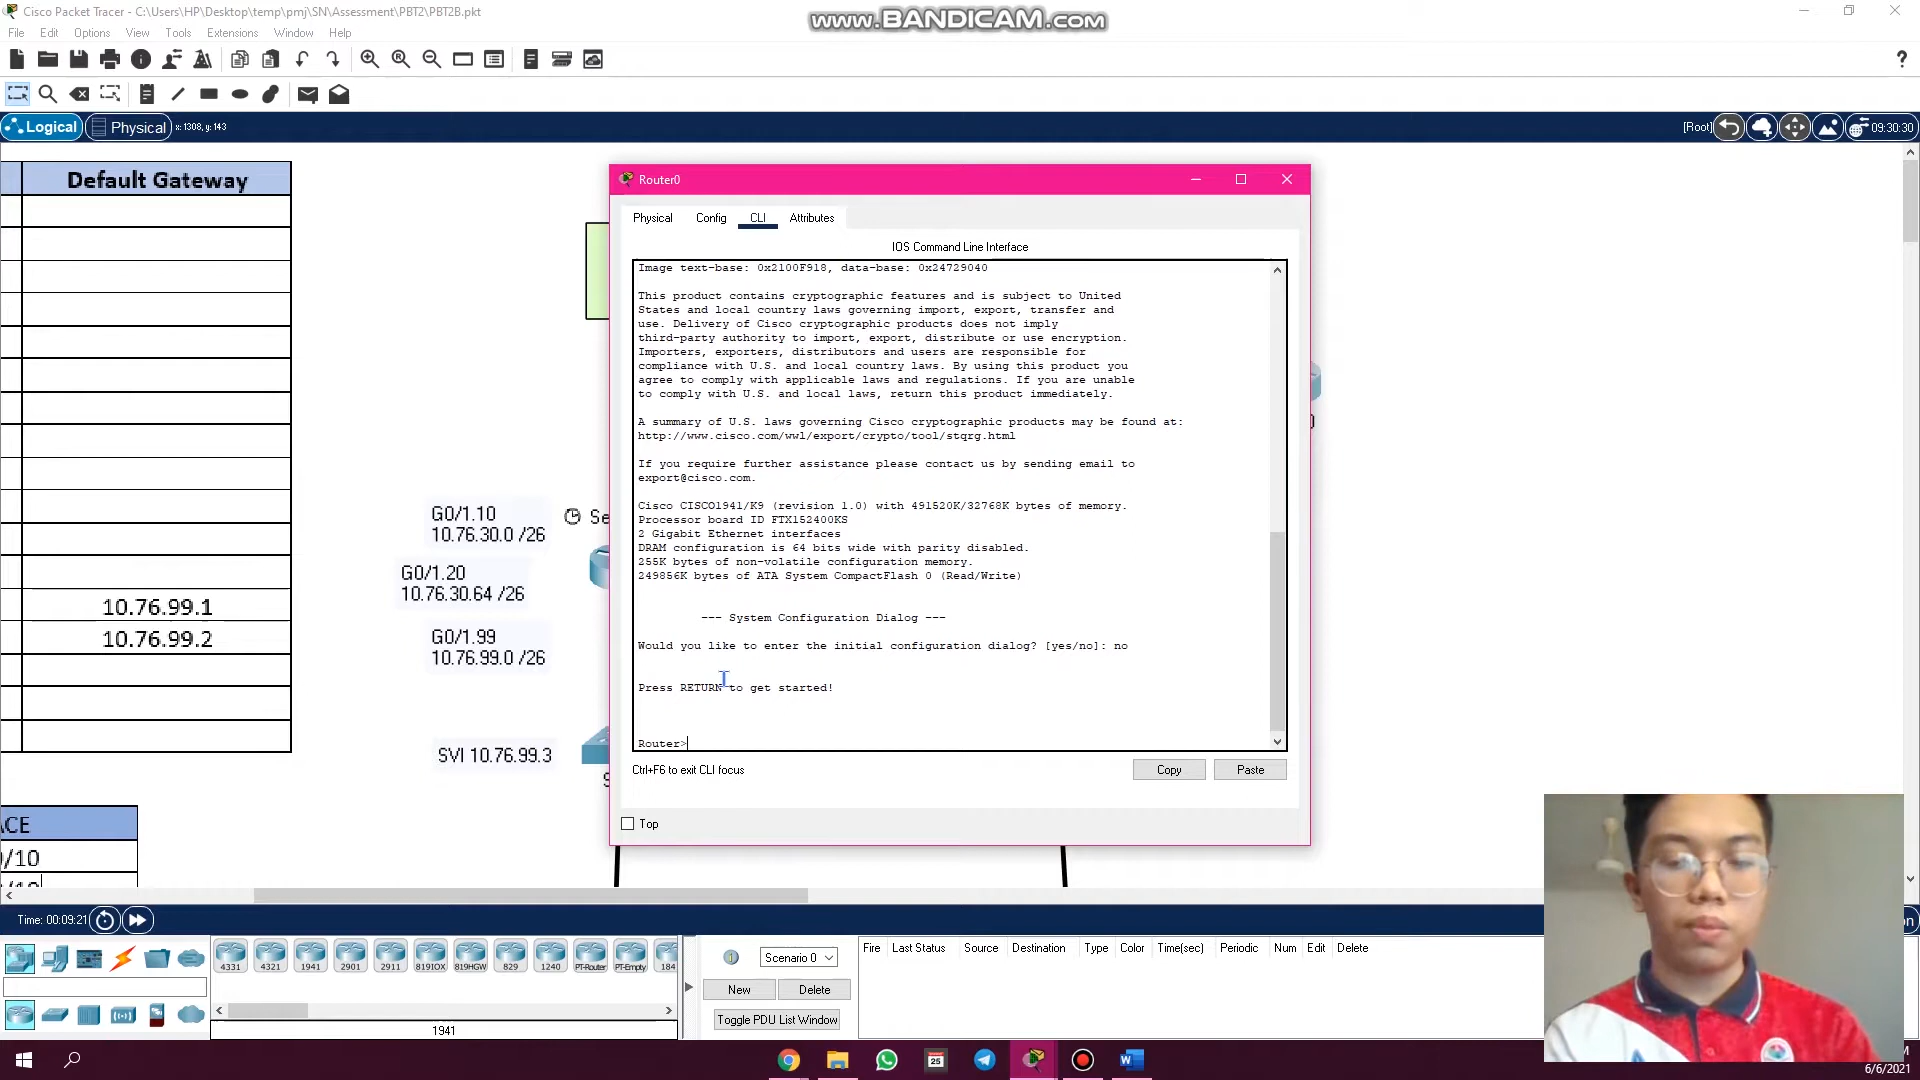 Cisco Packet Tracer - C:\Users\HP\Desktop\temp\pmj\SN\Assessment\PBT2\PBT2B.pkt
www.BANDICAM.com
File Edit Options View Tools Extensions Window Help
?
Logical Physical x: 1308, y: 143
[Root] 09:30:30
Default Gateway
10.76.99.1
10.76.99.2
ACE
0/10
G0/1.10
10.76.30.0 /26
G0/1.20
10.76.30.64 /26
G0/1.99
10.76.99.0 /26
SVI 10.76.99.3
Se
Router0
Physical Config CLI Attributes
IOS Command Line Interface
Image text-base: 0x2100F918, data-base: 0x24729040
This product contains cryptographic features and is subject to United
States and local country laws governing import, export, transfer and
use. Delivery of Cisco cryptographic products does not imply
third-party authority to import, export, distribute or use encryption.
Importers, exporters, distributors and users are responsible for
compliance with U.S. and local country laws. By using this product you
agree to comply with applicable laws and regulations. If you are unable
to comply with U.S. and local laws, return this product immediately.
A summary of U.S. laws governing Cisco cryptographic products may be found at:
http://www.cisco.com/wwl/export/crypto/tool/stqrg.html
If you require further assistance please contact us by sending email to
export@cisco.com.
Cisco CISCO1941/K9 (revision 1.0) with 491520K/32768K bytes of memory.
Processor board ID FTX152400KS
2 Gigabit Ethernet interfaces
DRAM configuration is 64 bits wide with parity disabled.
255K bytes of non-volatile configuration memory.
249856K bytes of ATA System CompactFlash 0 (Read/Write)
--- System Configuration Dialog ---
Would you like to enter the initial configuration dialog? [yes/no]: no
Press RETURN to get started!
Router>
Ctrl+F6 to exit CLI focus
Copy Paste
Top
Time: 00:09:21
4331 4321 1941 2901 2911 819IOX 819HGW 829 1240 PT-Router PT-Empty 184
1941
Scenario 0
New Delete
Toggle PDU List Window
Fire Last Status Source Destination Type Color Time(sec) Periodic Num Edit Delete
25
6/6/2021